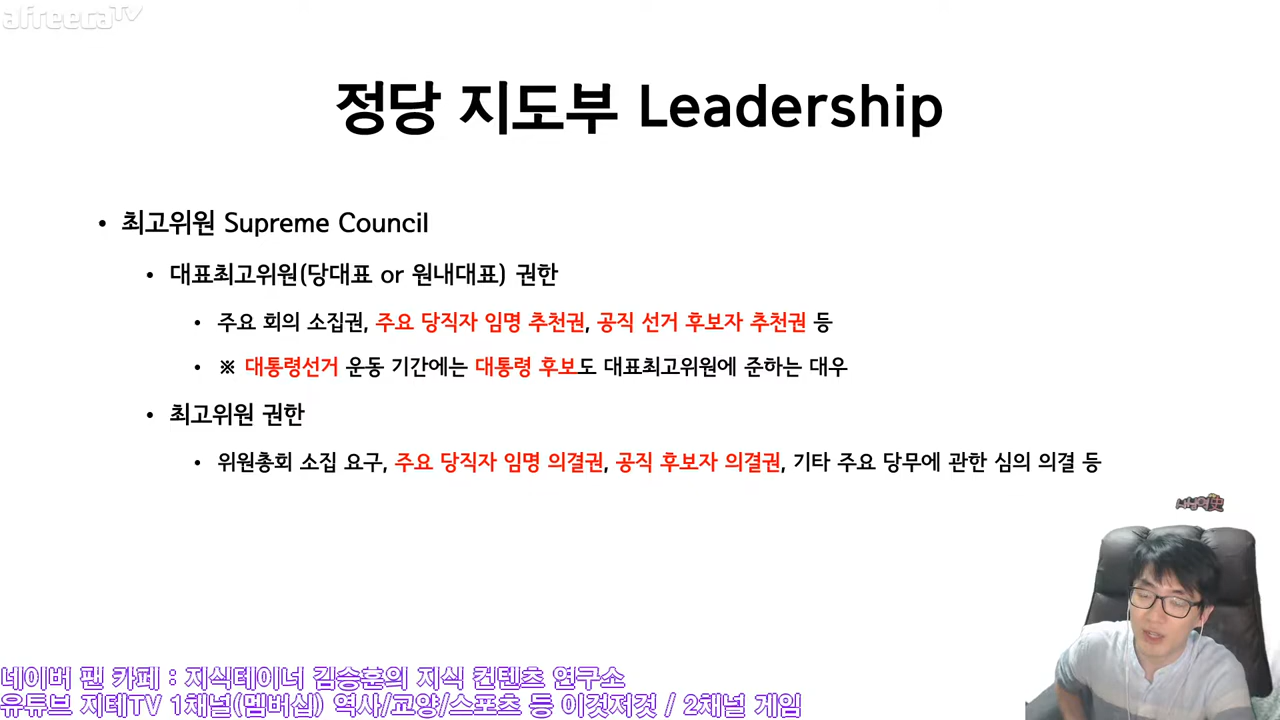 afreecaTV
정당 지도부 Leadership
• 최고위원 Supreme Council
• 대표최고위원(당대표 or 원내대표) 권한
• 주요 회의 소집권, 주요 당직자 임명 추천권, 공직 선거 후보자 추천권 등
• ※ 대통령선거 운동 기간에는 대통령 후보도 대표최고위원에 준하는 대우
• 최고위원 권한
• 위원총회 소집 요구, 주요 당직자 임명 의결권, 공직 후보자 의결권, 기타 주요 당무에 관한 심의 의결 등
네이버 팬 카페 : 지식테이너 김승훈의 지식 컨텐츠 연구소
유튜브 지테TV 1채널(멤버십) 역사/교양/스포츠 등 이것저것 / 2채널 게임